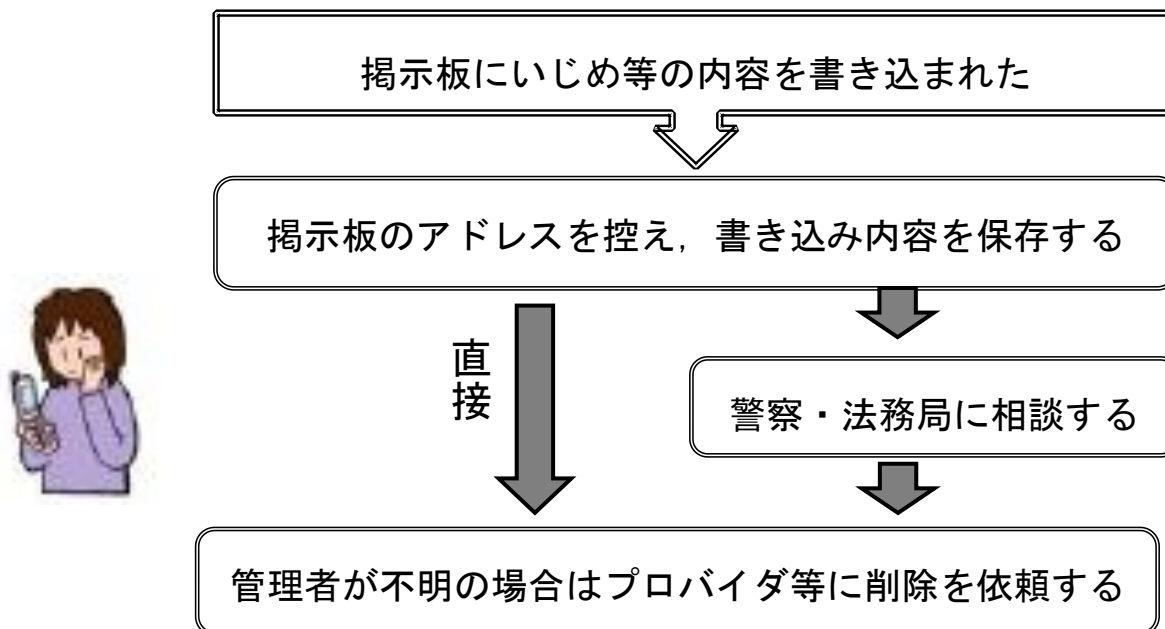 掲示板にいじめ等の内容を書き込まれた
掲示板のアドレスを控え，書き込み内容を保存する
直接
警察・法務局に相談する
管理者が不明の場合はプロバイダ等に削除を依頼する